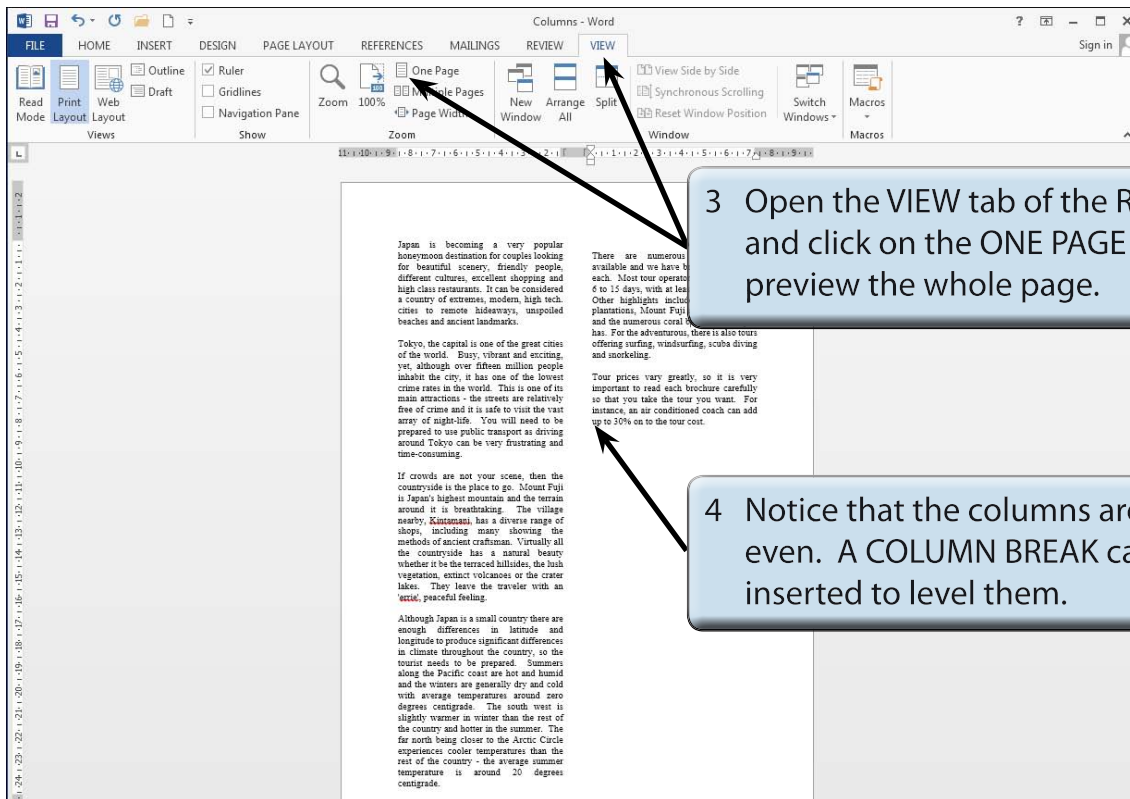 Columns - Word
FILE HOME INSERT DESIGN PAGE LAYOUT REFERENCES MAILINGS REVIEW VIEW Sign in
Read Mode
Print Layout
Web Layout
Outline
Draft
Views
Ruler
Gridlines
Navigation Pane
Show
Zoom
100%
One Page
Multiple Pages
Page Width
Zoom
New Window
Arrange All
Split
View Side by Side
Synchronous Scrolling
Reset Window Position
Window
Switch Windows
Macros
Macros
3 Open the VIEW tab of the
and click on the ONE PAGE
preview the whole page.
4 Notice that the columns
even. A COLUMN BREAK
inserted to level them.
Japan is becoming a very popular
honeymoon destination for couples looking
for beautiful scenery, friendly people,
different cultures, excellent shopping and
high class restaurants. It can be considered
a country of extremes, modern, high tech.
cities to remote hideaways, unspoiled
beaches and ancient landmarks.
Tokyo, the capital is one of the great cities
of the world. Busy, vibrant and exciting,
yet, although over fifteen million people
inhabit the city, it has one of the lowest
crime rates in the world. This is one of its
main attractions - the streets are relatively
free of crime and it is safe to visit the vast
array of night-life. You will need to be
prepared to use public transport as driving
around Tokyo can be very frustrating and
time-consuming.
If crowds are not your scene, then the
countryside is the place to go. Mount Fuji
is Japan's highest mountain and the terrain
around it is breathtaking. The village
nearby, Kintamani, has a diverse range of
shops, including many showing the
methods of ancient craftsman. Virtually all
the countryside has a natural beauty
whether it be the terraced hillsides, the lush
vegetation, extinct volcanoes or the crater
lakes. They leave the traveler with an
'errie', peaceful feeling.
Although Japan is a small country there are
enough differences in latitude and
longitude to produce significant differences
in climate throughout the country, so the
tourist needs to be prepared. Summers
along the Pacific coast are hot and humid
and the winters are generally dry and cold
with average temperatures around zero
degrees centigrade. The south west is
slightly warmer in winter than the rest of
the country and hotter in the summer. The
far north being closer to the Arctic Circle
experiences cooler temperatures than the
rest of the country - the average summer
temperature is around 20 degrees
centigrade.
There are numerous
available and we have
each. Most tour
6 to 15 days, with at
Other highlights
plantations, Mount Fuji
and the numerous coral
has. For the adventurous, there is also tours
offering surfing, windsurfing, scuba diving
and snorkeling.
Tour prices vary greatly, so it is very
important to read each brochure carefully
so that you take the tour you want. For
instance, an air conditioned coach can add
up to 30% on to the tour cost.